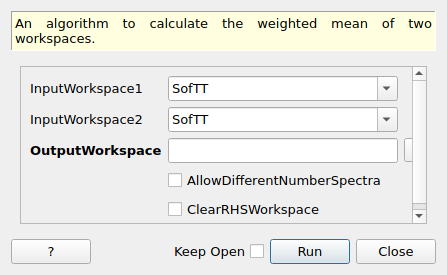 An algorithm to calculate the weighted mean of two
workspaces.
InputWorkspace1 SofTT
InputWorkspace2 SofTT
OutputWorkspace
AllowDifferentNumberSpectra
ClearRHSWorkspace
? Keep Open Run Close